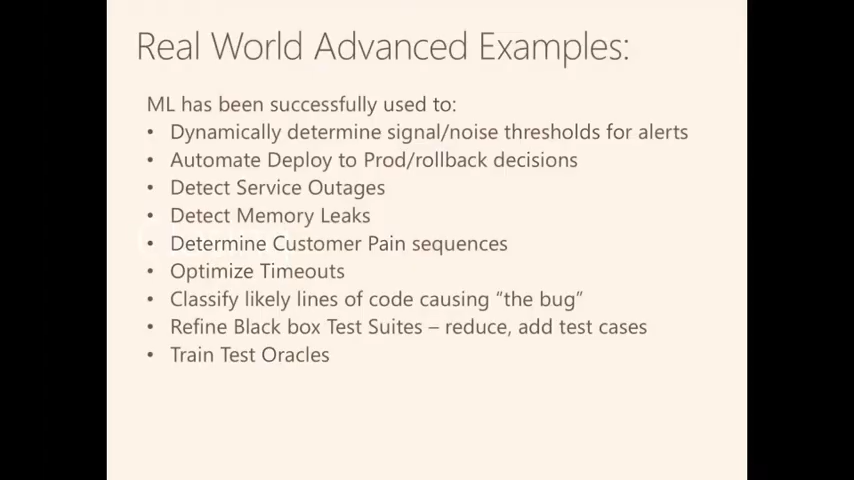 Real World Advanced Examples:
ML has been successfully used to:
• Dynamically determine signal/noise thresholds for alerts
• Automate Deploy to Prod/rollback decisions
• Detect Service Outages
• Detect Memory Leaks
• Determine Customer Pain sequences
• Optimize Timeouts
• Classify likely lines of code causing “the bug”
• Refine Black box Test Suites – reduce, add test cases
• Train Test Oracles